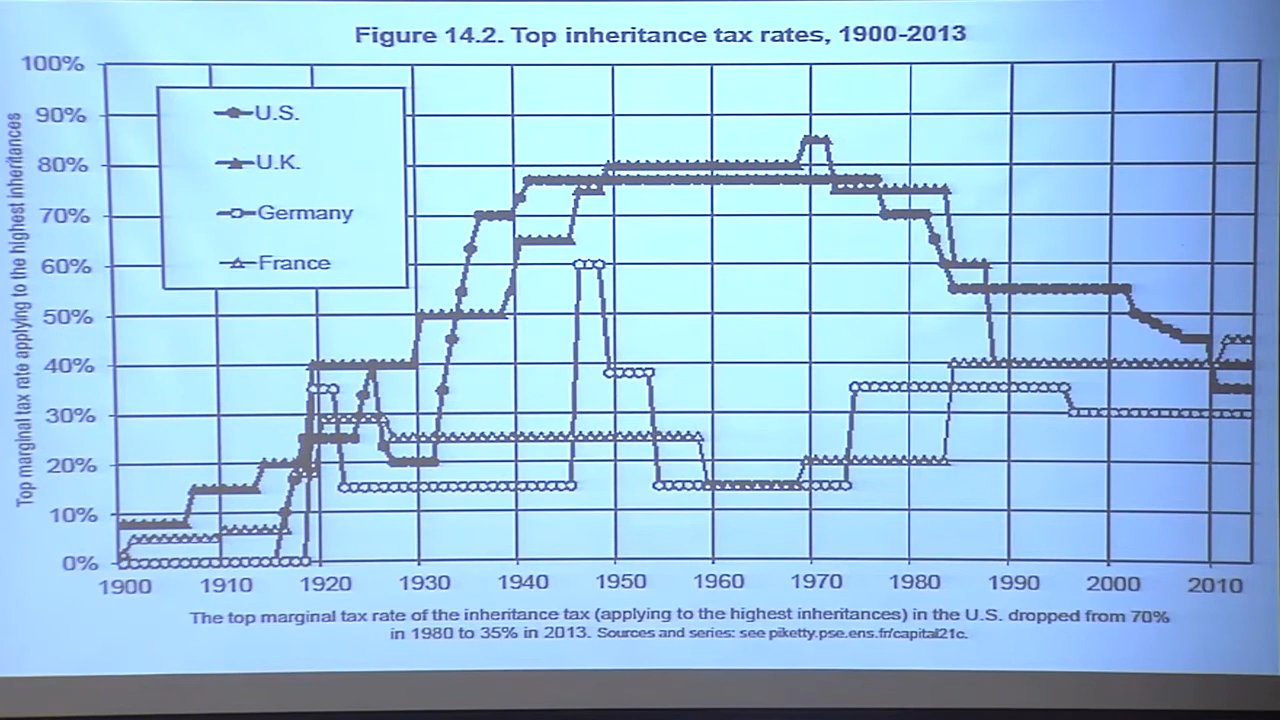 Figure 14.2. Top inheritance tax rates, 1900-2013
Top marginal tax rate applying to the highest inheritances
100%
90%
80%
70%
60%
50%
40%
30%
20%
10%
0%
U.S.
U.K.
Germany
France
1900 1910 1920 1930 1940 1950 1960 1970 1980 1990 2000 2010
The top marginal tax rate of the inheritance tax (applying to the highest inheritances) in the U.S. dropped from 70%
in 1980 to 35% in 2013. Sources and series: see piketty.pse.ens.fr/capital21c.